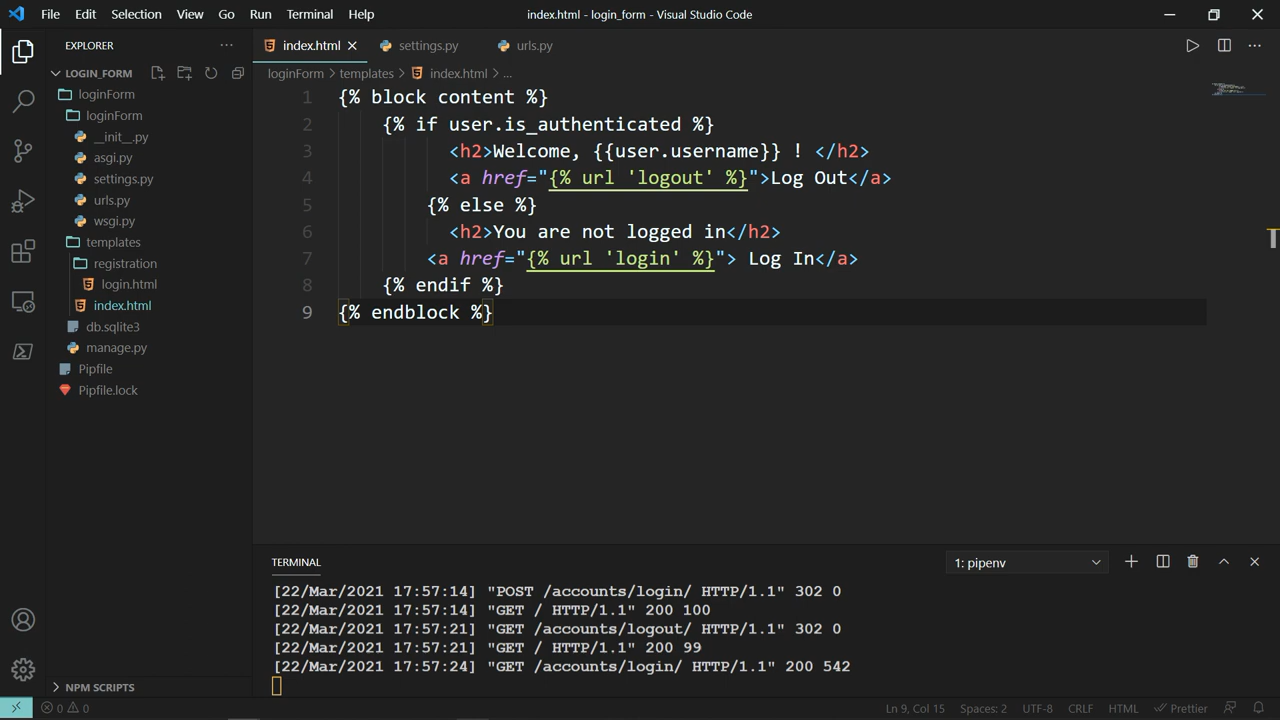 File Edit Selection View Go Run Terminal Help
index.html - login_form - Visual Studio Code
EXPLORER
LOGIN_FORM
loginForm
loginForm
__init__.py
asgi.py
settings.py
urls.py
wsgi.py
templates
registration
login.html
index.html
db.sqlite3
manage.py
Pipfile
Pipfile.lock
NPM SCRIPTS
index.html settings.py urls.py
loginForm > templates > index.html > ...
1 {% block content %}
2 {% if user.is_authenticated %}
3 <h2>Welcome, {{user.username}} ! </h2>
4 <a href="{% url 'logout' %}">Log Out</a>
5 {% else %}
6 <h2>You are not logged in</h2>
7 <a href="{% url 'login' %}"> Log In</a>
8 {% endif %}
9 {% endblock %}
TERMINAL
1: pipenv
[22/Mar/2021 17:57:14] "POST /accounts/login/ HTTP/1.1" 302 0
[22/Mar/2021 17:57:14] "GET / HTTP/1.1" 200 100
[22/Mar/2021 17:57:21] "GET /accounts/logout/ HTTP/1.1" 302 0
[22/Mar/2021 17:57:21] "GET / HTTP/1.1" 200 99
[22/Mar/2021 17:57:24] "GET /accounts/login/ HTTP/1.1" 200 542
0 0
Ln 9, Col 15 Spaces: 2 UTF-8 CRLF HTML Prettier